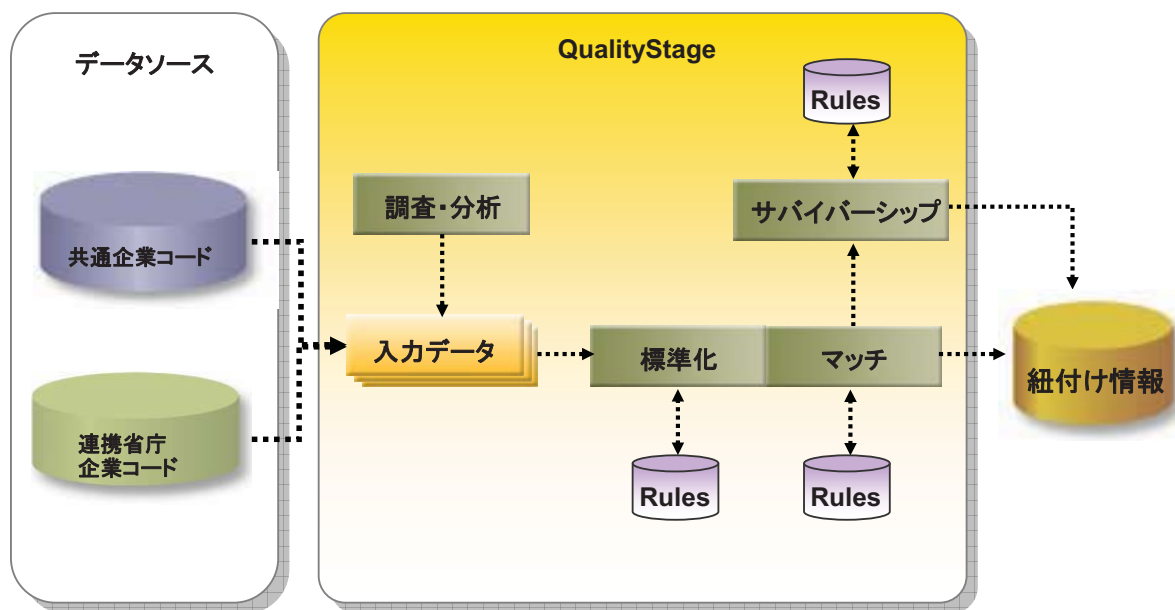 データソース
共通企業コード
連携省庁
企業コード
QualityStage
Rules
調査・分析
サバイバーシップ
入力データ
標準化
マッチ
Rules
Rules
紐付け情報